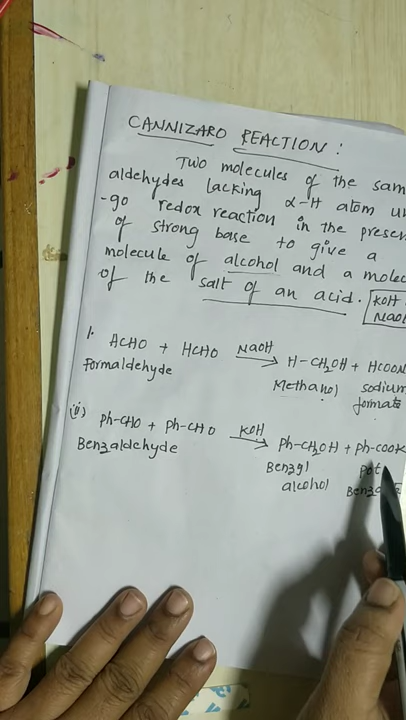 CANNIZARO REACTION :
Two molecules of the sam
aldehydes lacking α-H atom un
-go redox reaction in the presen
of strong base to give a
molecule of alcohol and a molec
of the salt of an acid. KOH
NaOH
1. HCHO + HCHO NaOH → H-CH2OH + HCOON
Formaldehyde Methanol sodium
formate
(ii) Ph-CHO + Ph-CHO KOH → Ph-CH2OH + Ph-COOK
Benzaldehyde Benzyl Pot
alcohol